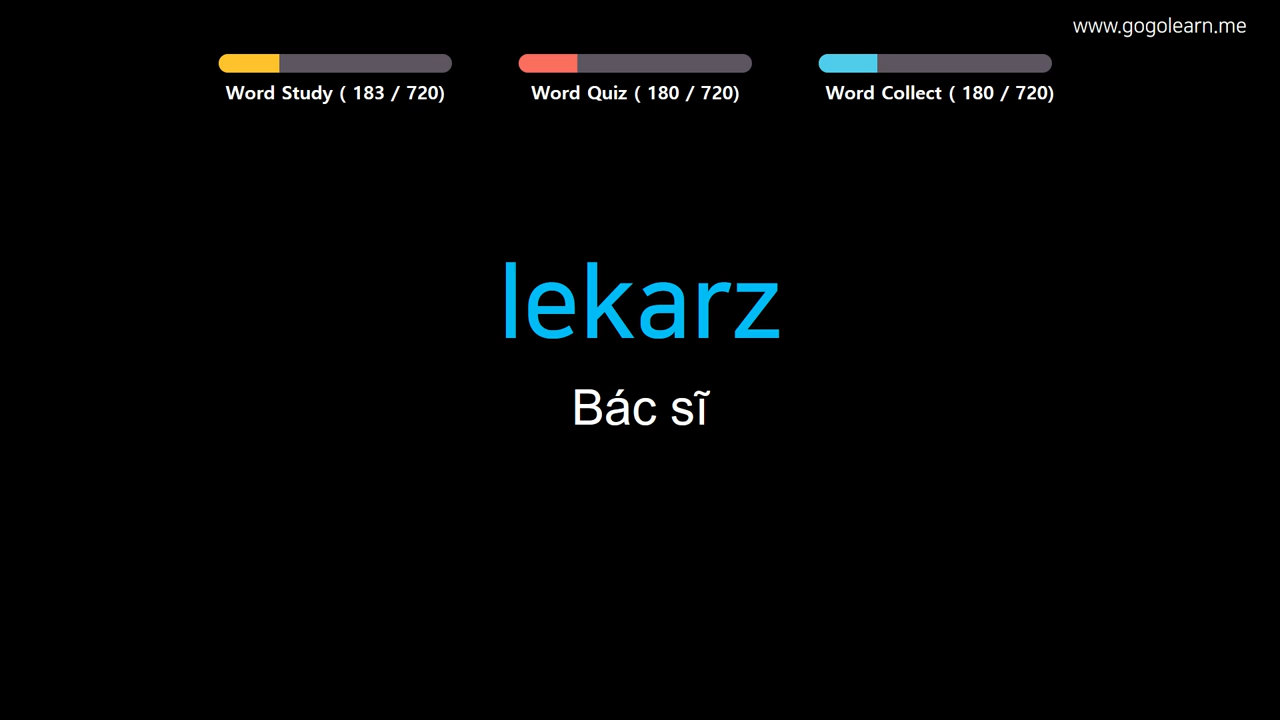 www.gogolearn.me
Word Study ( 183 / 720)
Word Quiz ( 180 / 720)
Word Collect ( 180 / 720)
lekarz
Bác sĩ